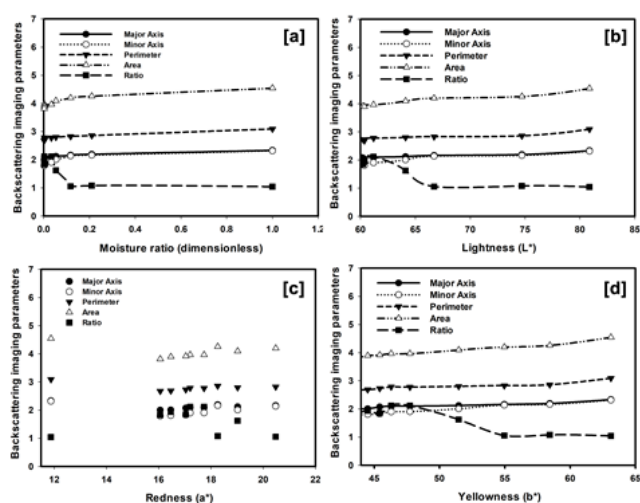 [a]
Major Axis
Minor Axis
Perimeter
Area
Ratio
Backscattering imaging parameters
7
6
5
4
3
2
1
0
0.0 0.2 0.4 0.6 0.8 1.0 1.2
Moisture ratio (dimensionless)
[b]
Major Axis
Minor Axis
Perimeter
Area
Ratio
Backscattering imaging parameters
7
6
5
4
3
2
1
0
60 65 70 75 80 85
Lightness (L*)
[c]
Major Axis
Minor Axis
Perimeter
Area
Ratio
Backscattering imaging parameters
7
6
5
4
3
2
1
0
12 14 16 18 20 22
Redness (a*)
[d]
Major Axis
Minor Axis
Perimeter
Area
Ratio
Backscattering imaging parameters
7
6
5
4
3
2
1
0
45 50 55 60
Yellowness (b*)